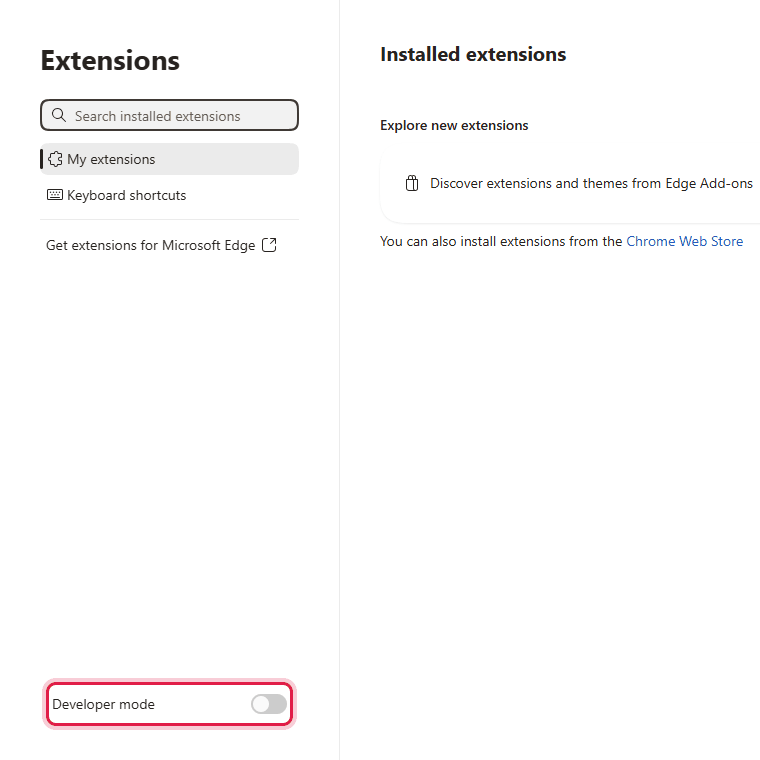 Extensions
Search installed extensions
My extensions
Keyboard shortcuts
Get extensions for Microsoft Edge
Developer mode
Installed extensions
Explore new extensions
Discover extensions and themes from Edge Add-ons
You can also install extensions from the Chrome Web Store